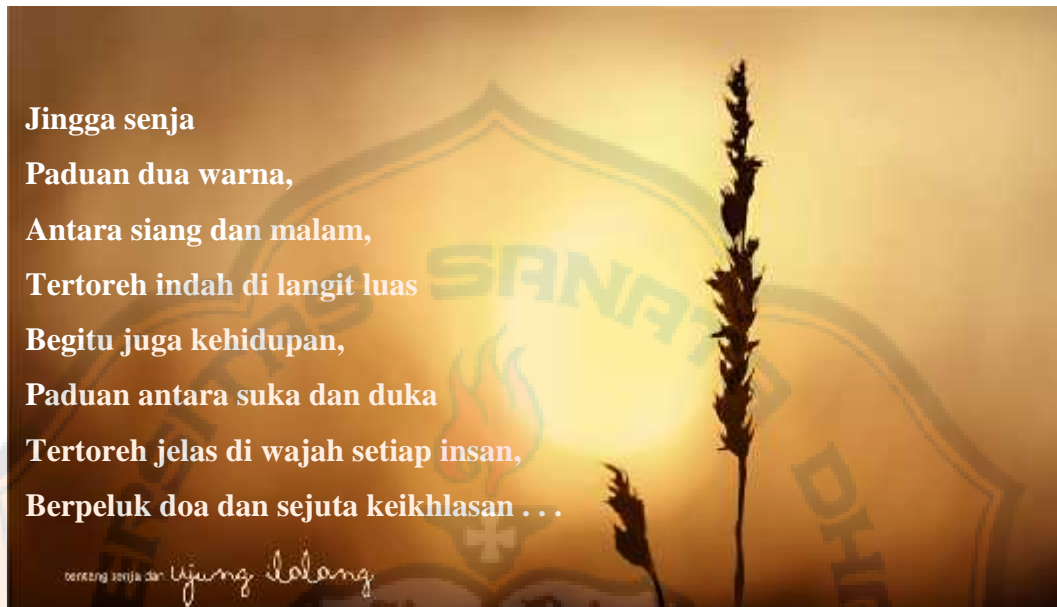 Jingga senja
Paduan dua warna,
Antara siang dan malam,
Tertoreh indah di langit luas
Begitu juga kehidupan,
Paduan antara suka dan duka
Tertoreh jelas di wajah setiap insan,
Berpeluk doa dan sejuta keikhlasan . . .
tentang senja dan ujung ilalang
SANATA